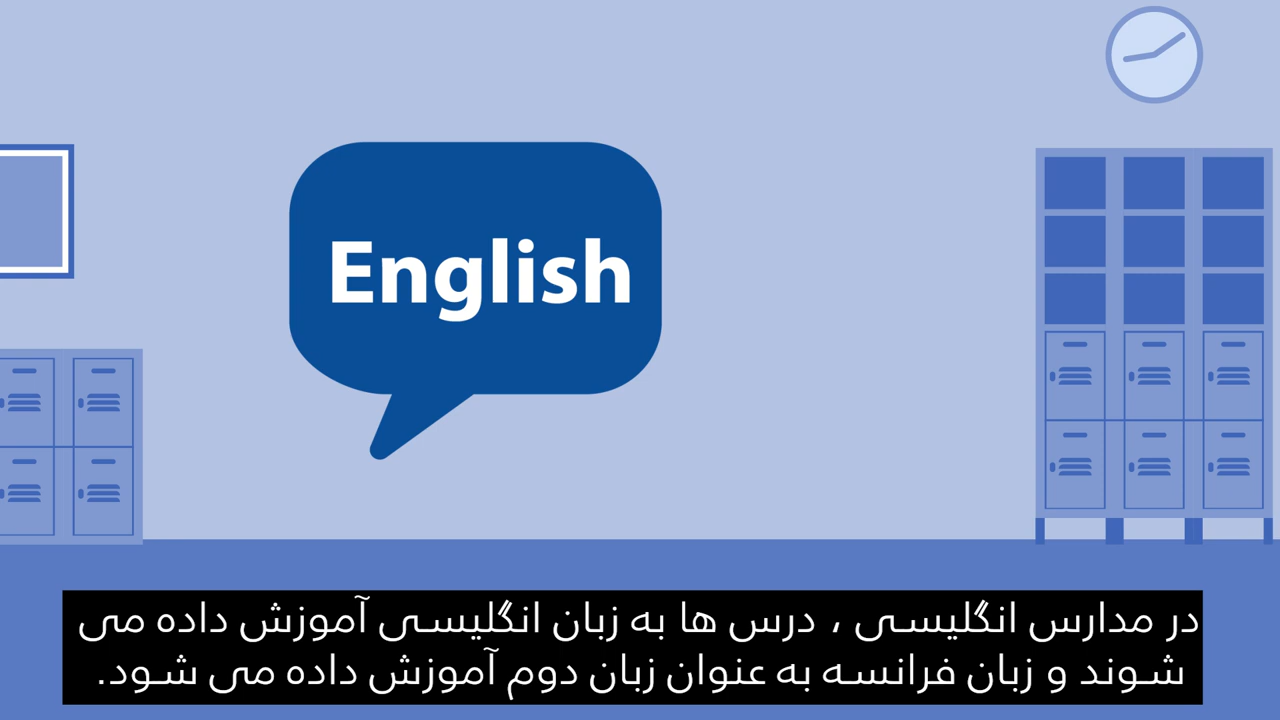 English
در مدارس انگلیسی ، درس ها به زبان انگلیسی آموزش داده می
شوند و زبان فرانسه به عنوان زبان دوم آموزش داده می شود.